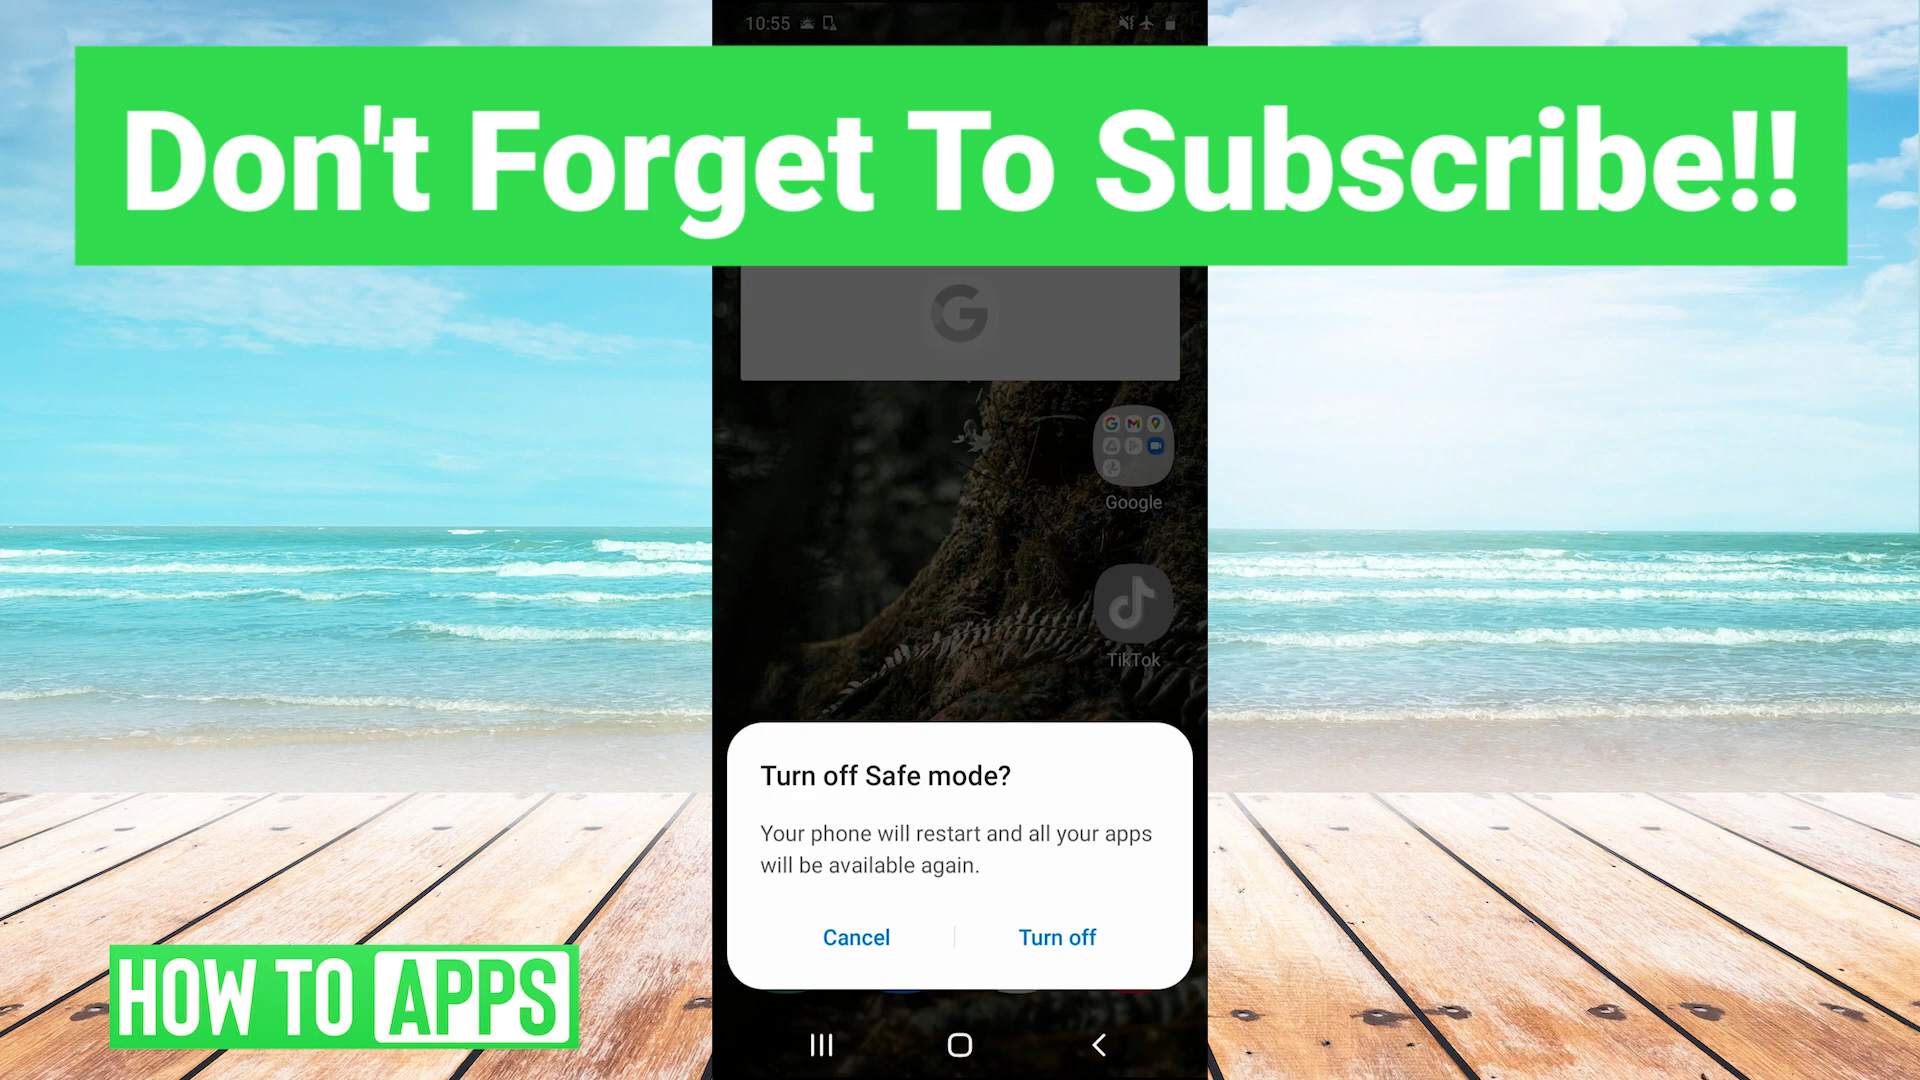 10:55
Don't Forget To Subscribe!!
Google
TikTok
Turn off Safe mode?
Your phone will restart and all your apps
will be available again.
Cancel
Turn off
HOW TO APPS